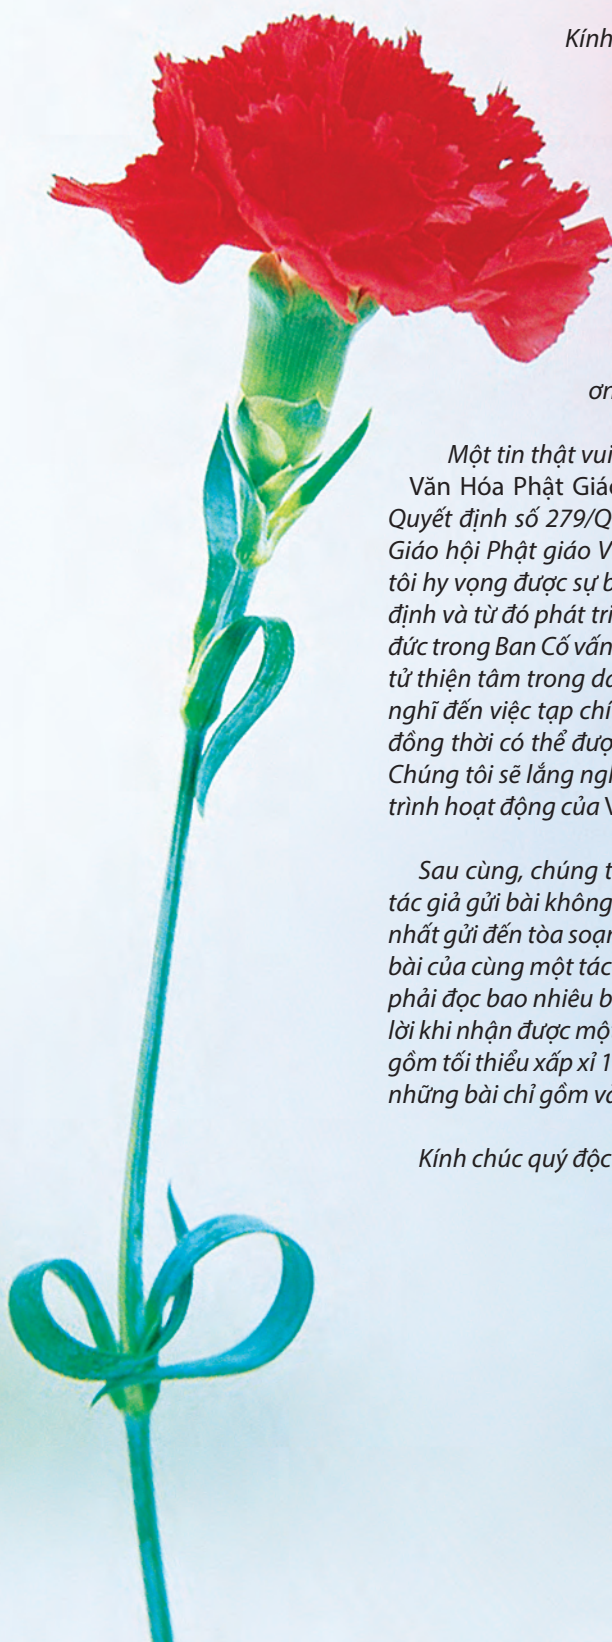 Kính
ơn
Một tin thật vui
Văn Hóa Phật Giáo
Quyết định số 279/Q
Giáo hội Phật giáo V
tôi hy vọng được sự b
định và từ đó phát tri
đức trong Ban Cố vấn
tử thiện tâm trong do
nghĩ đến việc tạp chí
đồng thời có thể đượ
Chúng tôi sẽ lắng ngh
trình hoạt động của V
Sau cùng, chúng t
tác giả gửi bài không
nhất gửi đến tòa soạn
bài của cùng một tác
phải đọc bao nhiêu b
lời khi nhận được mộ
gồm tối thiểu xấp xỉ 1
những bài chỉ gồm và
Kính chúc quý độc